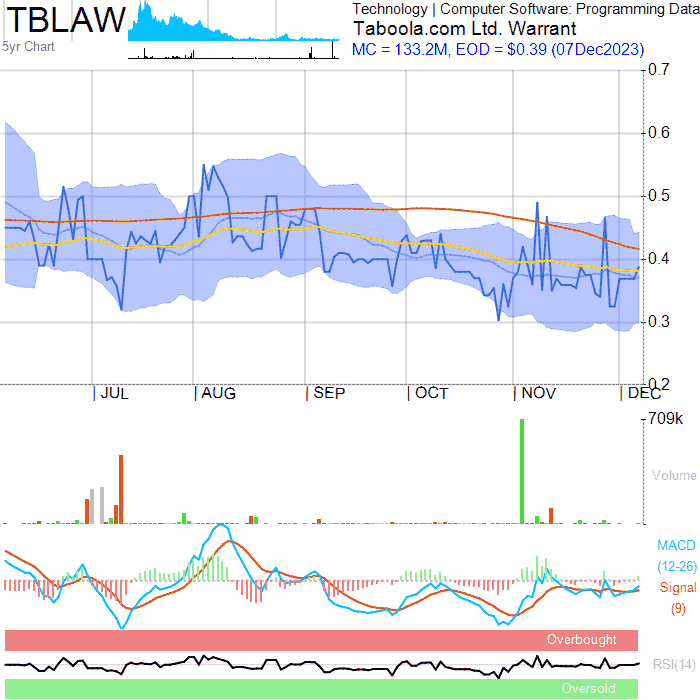 TBLAW
5yr Chart
Technology | Computer Software: Programming Data
Taboola.com Ltd. Warrant
MC = 133.2M, EOD = $0.39 (07Dec2023)
0.7
0.6
0.5
0.4
0.3
0.2
JUL
AUG
SEP
OCT
NOV
DEC
709k
Volume
MACD
(12-26)
Signal
(9)
Overbought
RSI(14)
Oversold